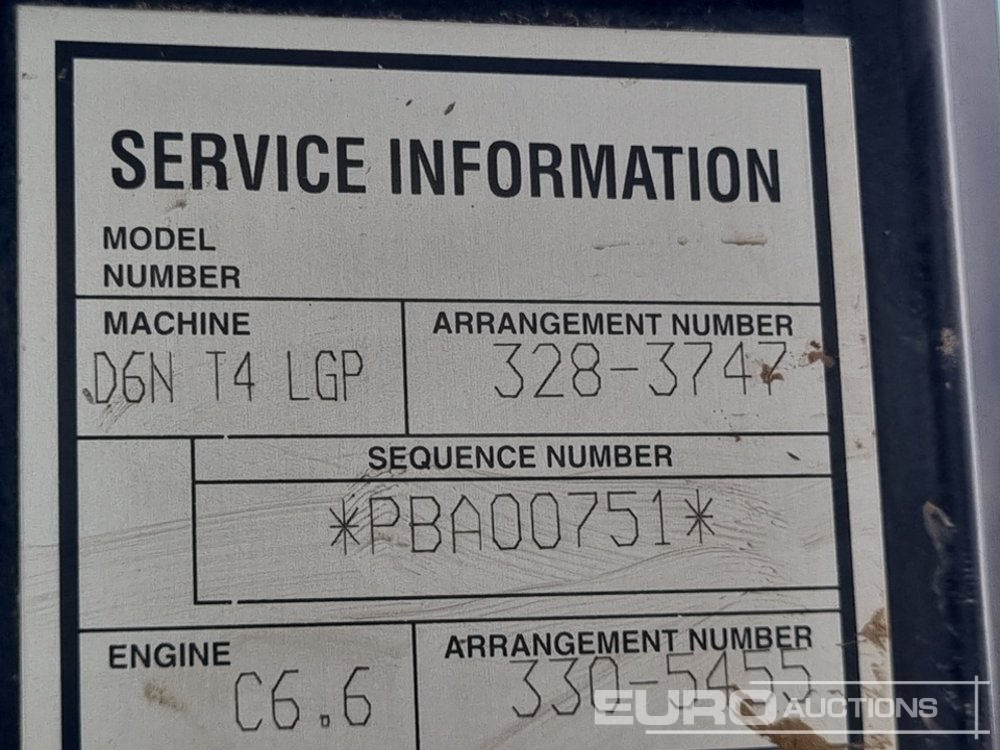 SERVICE INFORMATION
MODEL
NUMBER
MACHINE
D6N T4 LGP
ARRANGEMENT NUMBER
328-3747
SEQUENCE NUMBER
*PBA00751*
ENGINE
C6.6
ARRANGEMENT NUMBER
330-5455
EURO AUCTIONS